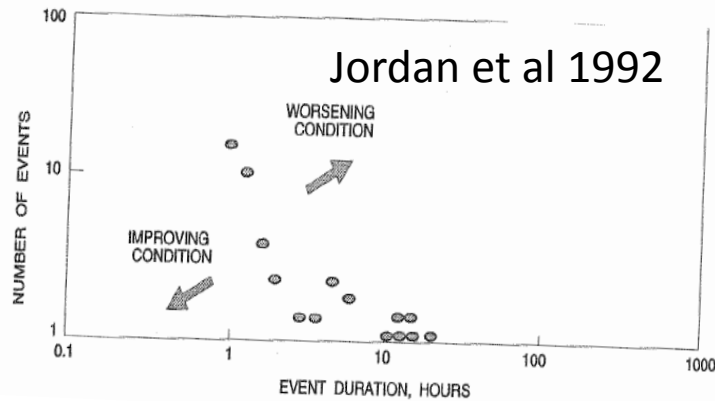 100
Jordan et al 1992
WORSENING
CONDITION
NUMBER OF EVENTS
10
IMPROVING
CONDITION
1
0.1
1
10
100
1000
EVENT DURATION, HOURS